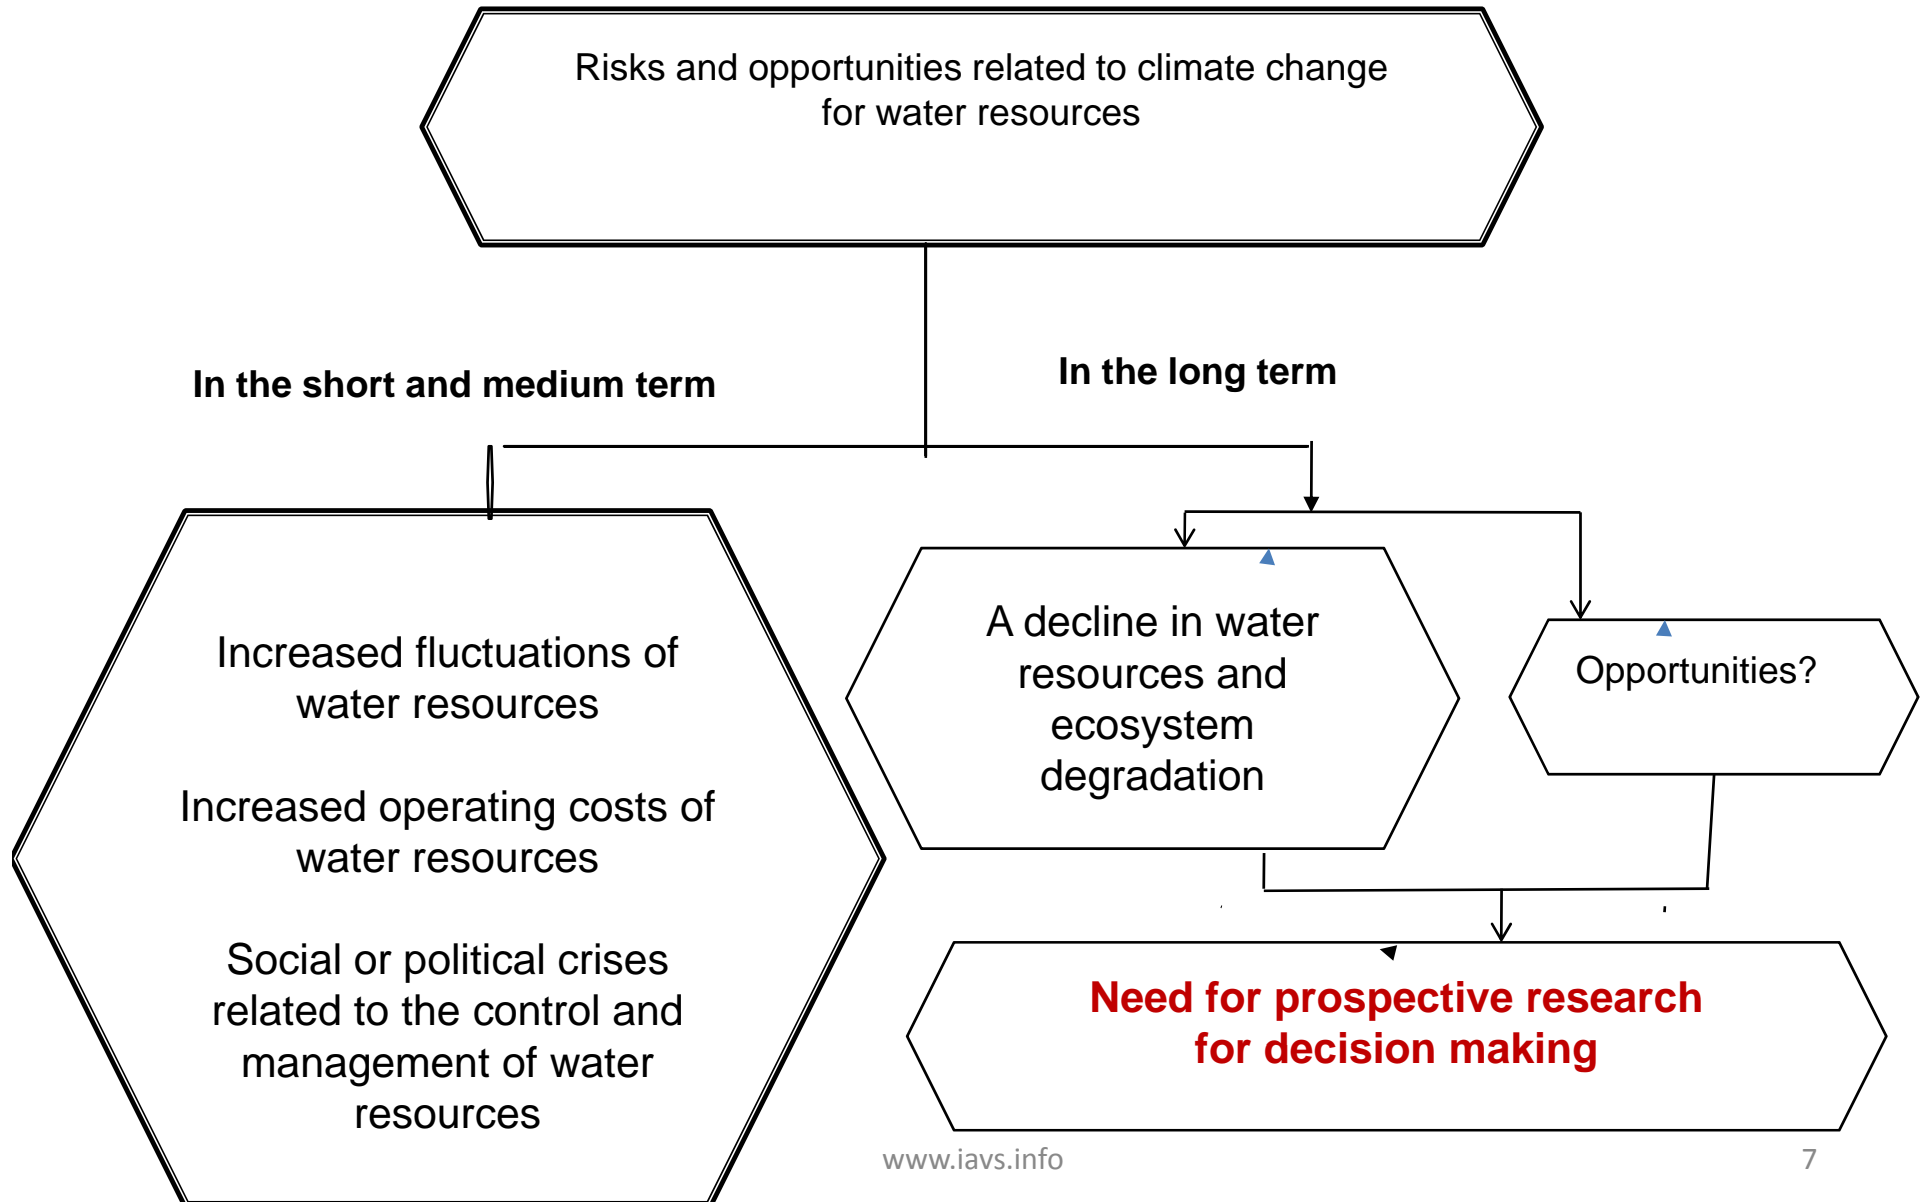 Risks and opportunities related to climate change
for water resources
In the short and medium term
In the long term
Increased fluctuations of
water resources
Increased operating costs of
water resources
Social or political crises
related to the control and
management of water
resources
A decline in water
resources and
ecosystem
degradation
Opportunities?
Need for prospective research
for decision making
www.iavs.info
7